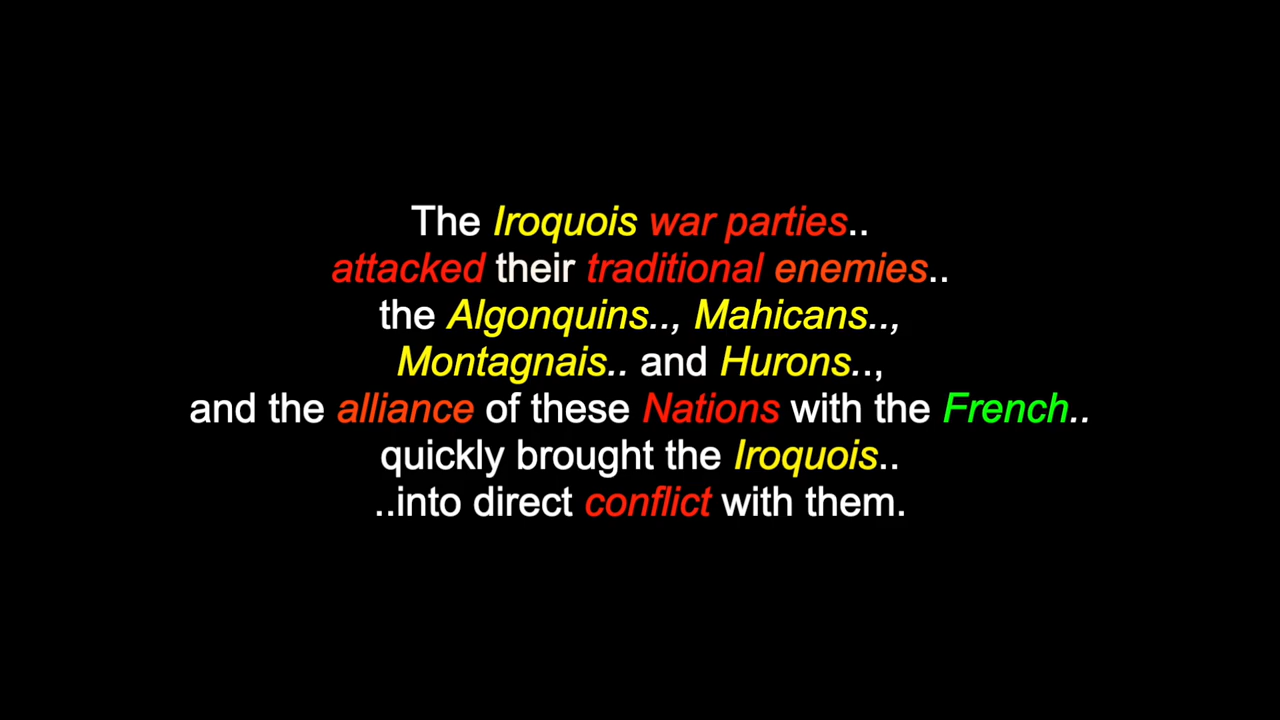 The Iroquois war parties..
attacked their traditional enemies..
the Algonquins.., Mahicans..,
Montagnais.. and Hurons..,
and the alliance of these Nations with the French..
quickly brought the Iroquois..
..into direct conflict with them.